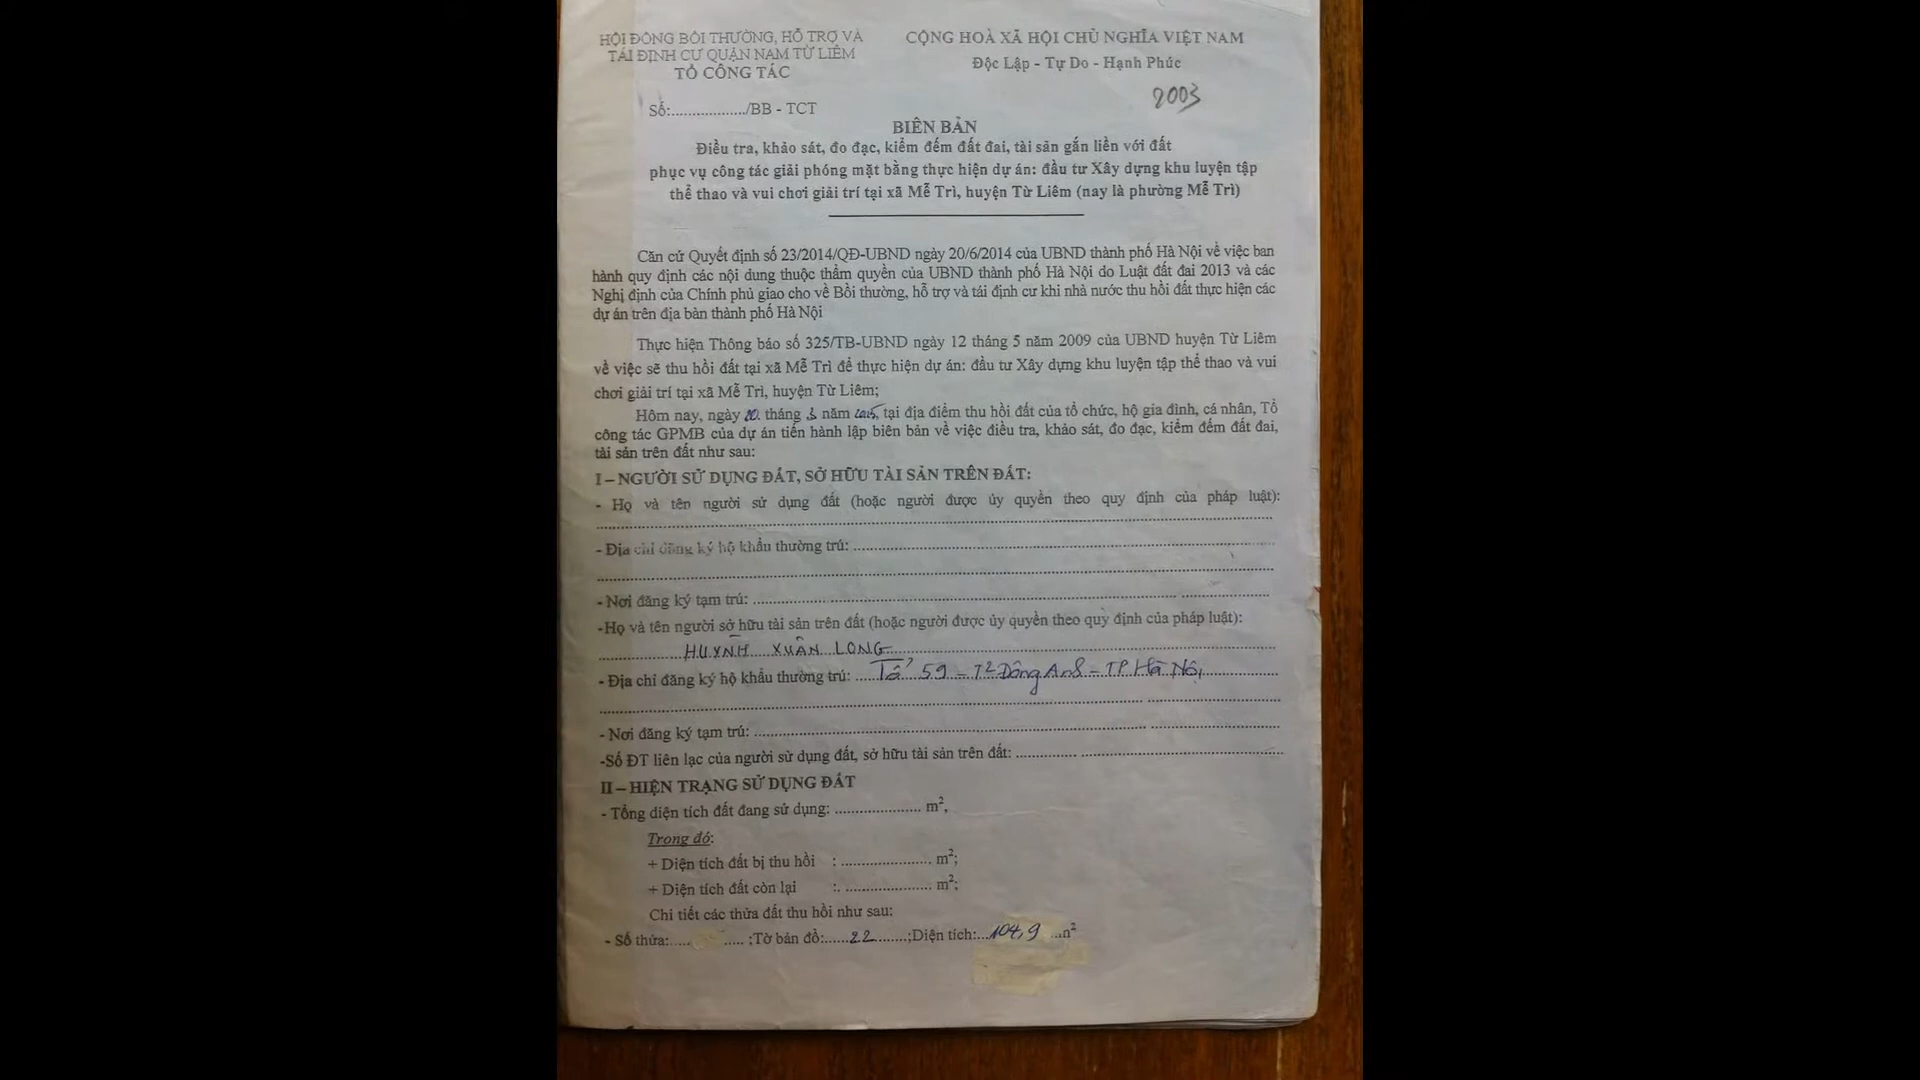 HỘI ĐỒNG BỒI THƯỜNG, HỖ TRỢ VÀ
TÁI ĐỊNH CƯ QUẬN NAM TỪ LIÊM
TỔ CÔNG TÁC
CỘNG HOÀ XÃ HỘI CHỦ NGHĨA VIỆT NAM
Độc Lập - Tự Do - Hạnh Phúc
2003
Số:.................../BB - TCT
BIÊN BẢN
Điều tra, khảo sát, đo đạc, kiểm đếm đất đai, tài sản gắn liền với đất
phục vụ công tác giải phóng mặt bằng thực hiện dự án: đầu tư Xây dựng khu luyện tập
thể thao và vui chơi giải trí tại xã Mễ Trì, huyện Từ Liêm (nay là phường Mễ Trì)
Căn cứ Quyết định số 23/2014/QĐ-UBND ngày 20/6/2014 của UBND thành phố Hà Nội về việc ban
hành quy định các nội dung thuộc thẩm quyền của UBND thành phố Hà Nội do Luật đất đai 2013 và các
Nghị định của Chính phủ giao cho về Bồi thường, hỗ trợ và tái định cư khi nhà nước thu hồi đất thực hiện các
dự án trên địa bàn thành phố Hà Nội
Thực hiện Thông báo số 325/TB-UBND ngày 12 tháng 5 năm 2009 của UBND huyện Từ Liêm
về việc sẽ thu hồi đất tại xã Mễ Trì để thực hiện dự án: đầu tư Xây dựng khu luyện tập thể thao và vui
chơi giải trí tại xã Mễ Trì, huyện Từ Liêm;
Hôm nay, ngày 20 tháng 3 năm 2015, tại địa điểm thu hồi đất của tổ chức, hộ gia đình, cá nhân, Tổ
công tác GPMB của dự án tiến hành lập biên bản về việc điều tra, khảo sát, đo đạc, kiểm đếm đất đai,
tài sản trên đất như sau:
I – NGƯỜI SỬ DỤNG ĐẤT, SỞ HỮU TÀI SẢN TRÊN ĐẤT:
- Họ và tên người sử dụng đất (hoặc người được ủy quyền theo quy định của pháp luật):
- Địa chỉ đăng ký hộ khẩu thường trú:
- Nơi đăng ký tạm trú:
-Họ và tên người sở hữu tài sản trên đất (hoặc người được ủy quyền theo quy định của pháp luật):
HUỲNH XUÂN LONG
- Địa chỉ đăng ký hộ khẩu thường trú: Tổ 59 - T2 Đông Anh - TP Hà Nội
- Nơi đăng ký tạm trú:
-Số ĐT liên lạc của người sử dụng đất, sở hữu tài sản trên đất:
II – HIỆN TRẠNG SỬ DỤNG ĐẤT
- Tổng diện tích đất đang sử dụng: ..................... m²,
Trong đó:
+ Diện tích đất bị thu hồi : ...................... m²;
+ Diện tích đất còn lại :. ..................... m²;
Chi tiết các thửa đất thu hồi như sau:
- Số thửa:..... ..... ;Tờ bản đồ:......22........;Diện tích:...104,9 ...m²